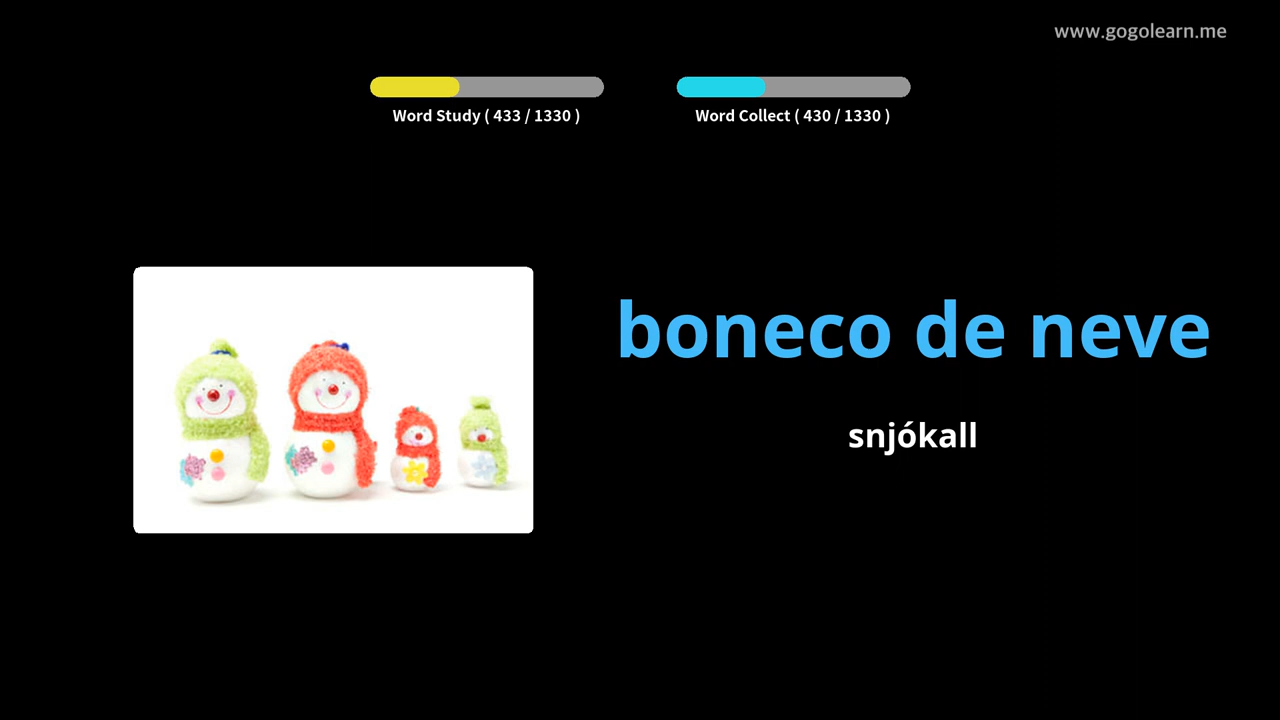 www.gogolearn.me
Word Study ( 433 / 1330 )
Word Collect ( 430 / 1330 )
boneco de neve
snjókall